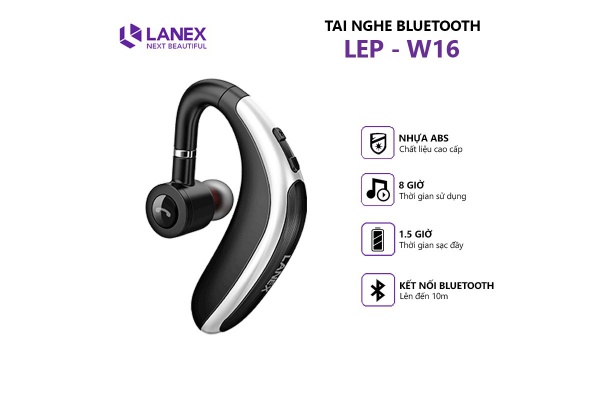 LANEX
NEXT BEAUTIFUL
TAI NGHE BLUETOOTH
LEP - W16
NHỰA ABS
Chất liệu cao cấp
8 GIỜ
Thời gian sử dụng
1.5 GIỜ
Thời gian sạc đầy
KẾT NỐI BLUETOOTH
Lên đến 10m
LANEX